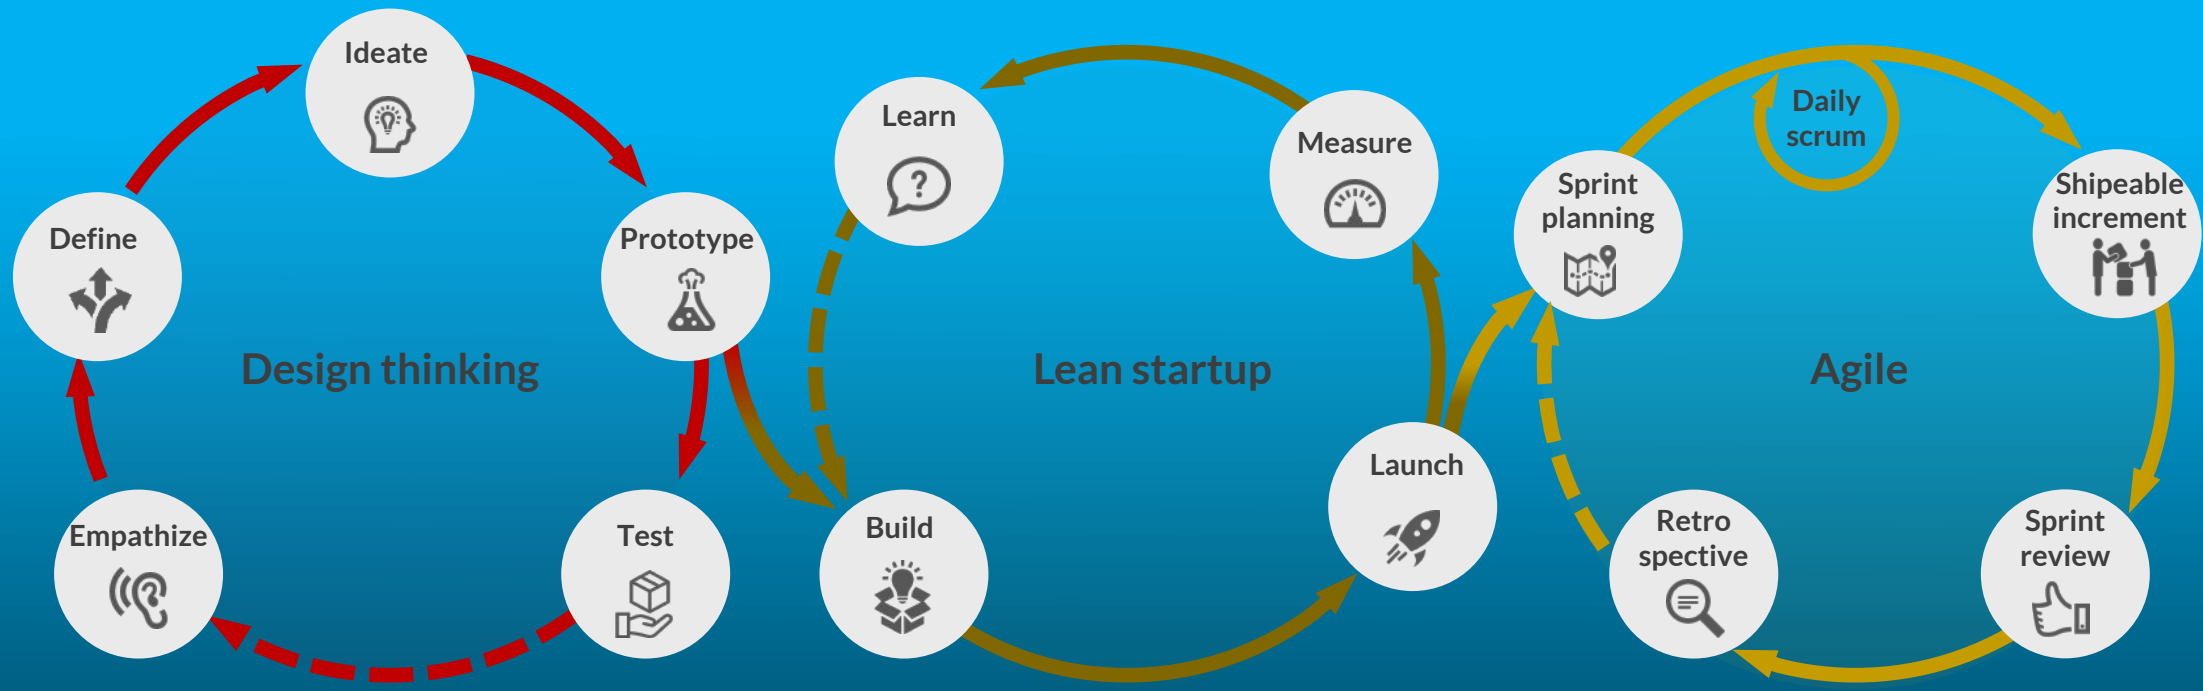 Ideate
Define
Prototype
Design thinking
Empathize
Test
Learn
Measure
Lean startup
Build
Launch
Daily
scrum
Sprint
planning
Shipeable
increment
Agile
Retro
spective
Sprint
review
?